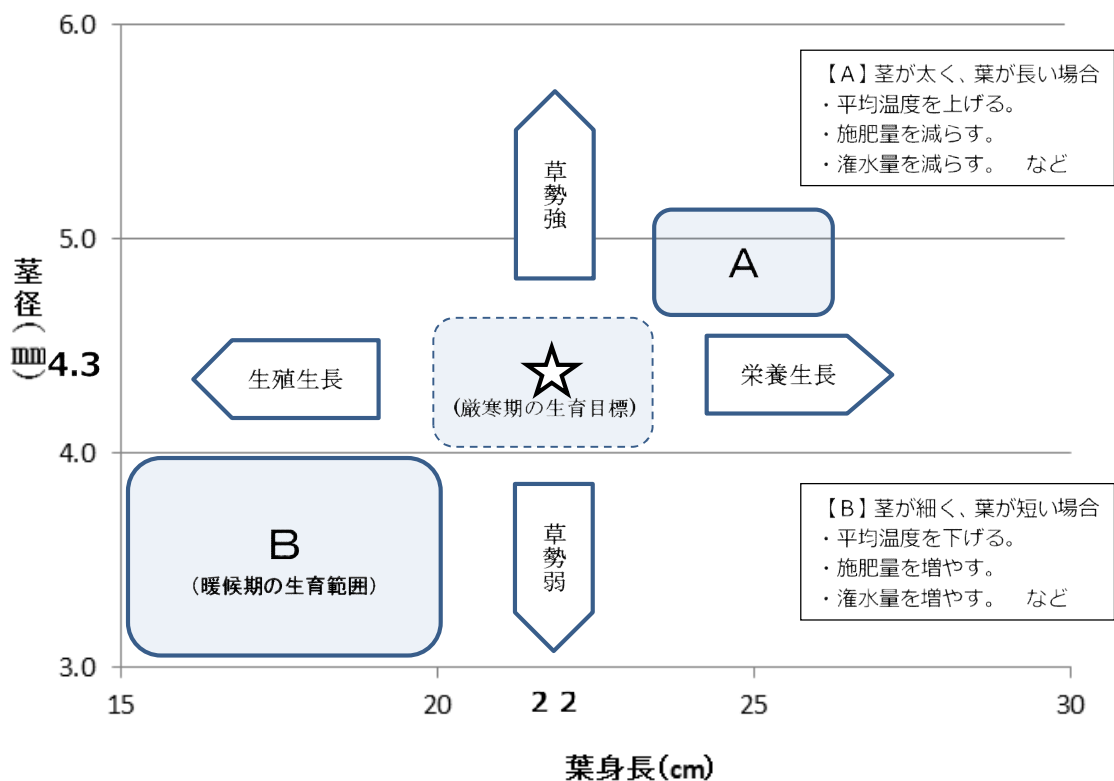 6.0
【A】茎が太く、葉が長い場合
・平均温度を上げる。
・施肥量を減らす。
・潅水量を減らす。 など
草勢強
5.0
A
茎径(㎜)
4.3
生殖生長
☆
(厳寒期の生育目標)
栄養生長
4.0
B
(暖候期の生育範囲)
草勢弱
【B】茎が細く、葉が短い場合
・平均温度を下げる。
・施肥量を増やす。
・潅水量を増やす。 など
3.0
15
20
22
25
30
葉身長(cm)